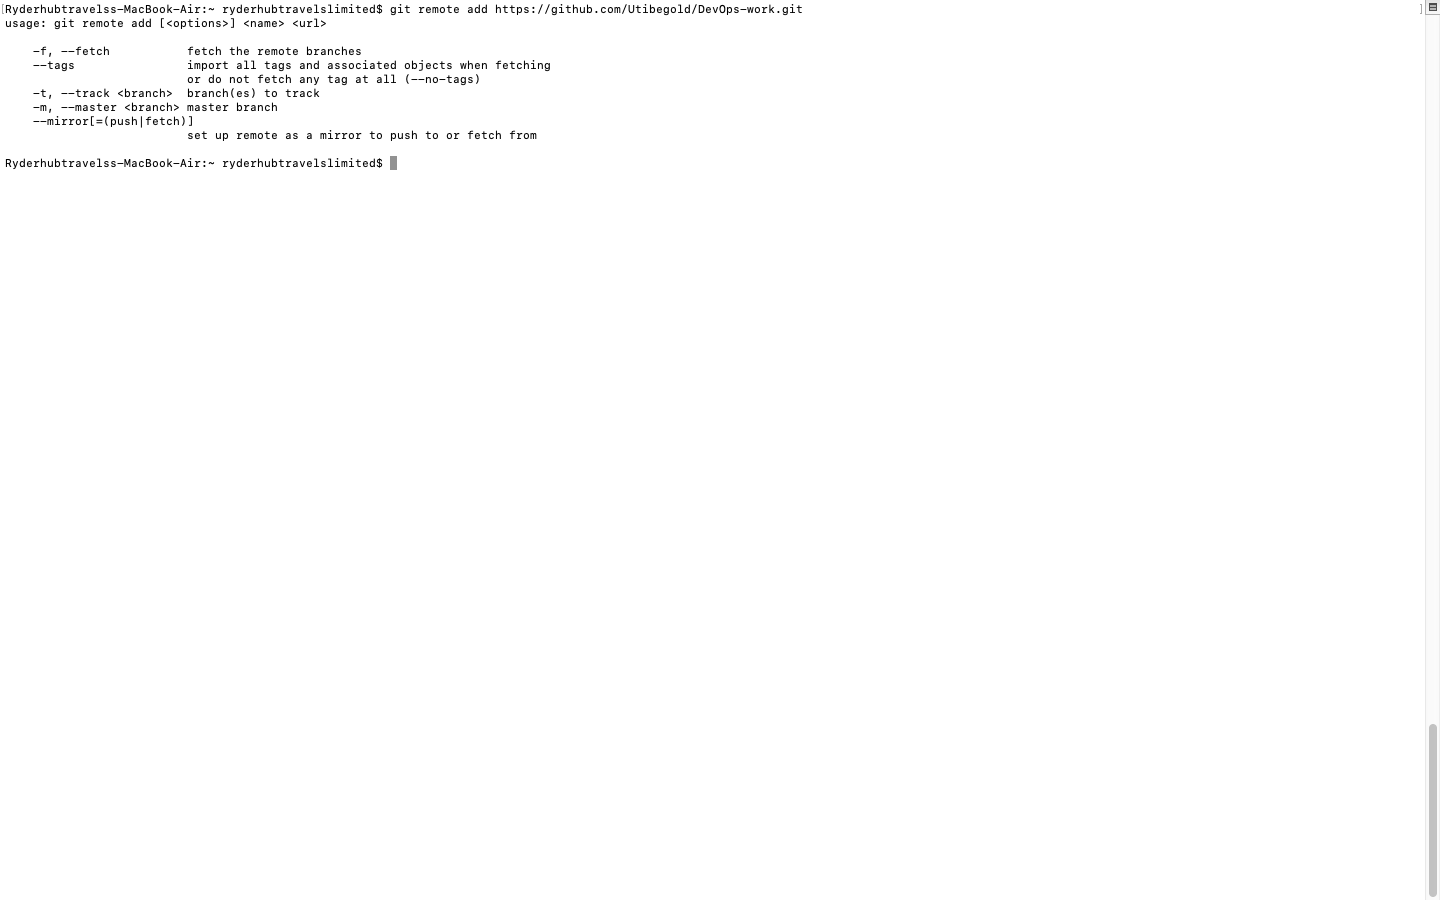 [Ryderhubtravelss-MacBook-Air:~ ryderhubtravelslimited$ git remote add https://github.com/Utibegold/DevOps-work.git ]
usage: git remote add [<options>] <name> <url>

    -f, --fetch           fetch the remote branches
    --tags                import all tags and associated objects when fetching
                          or do not fetch any tag at all (--no-tags)
    -t, --track <branch>  branch(es) to track
    -m, --master <branch> master branch
    --mirror[=(push|fetch)]
                          set up remote as a mirror to push to or fetch from

Ryderhubtravelss-MacBook-Air:~ ryderhubtravelslimited$